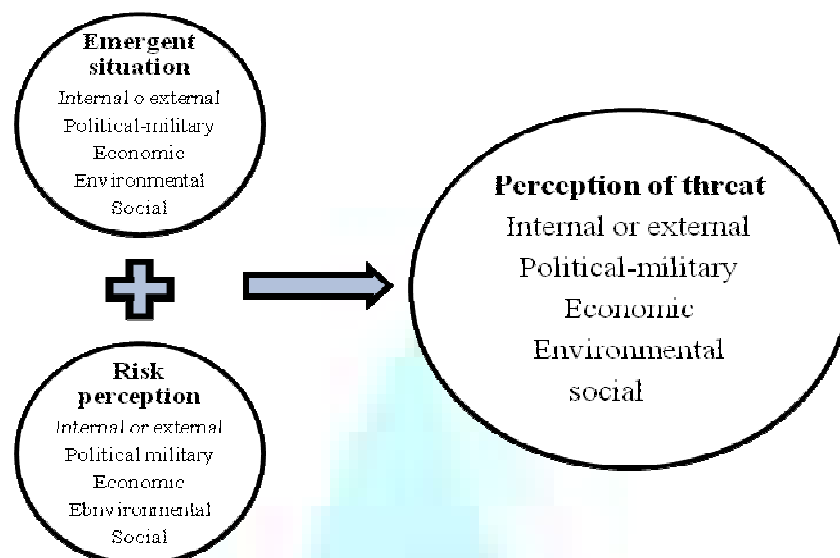 Emergent
situation
Internal o external
Political-military
Economic
Environmental
Social
Risk
perception
Internal or external
Political military
Economic
Ebnvironmental
Social
Perception of threat
Internal or external
Political-military
Economic
Environmental
social